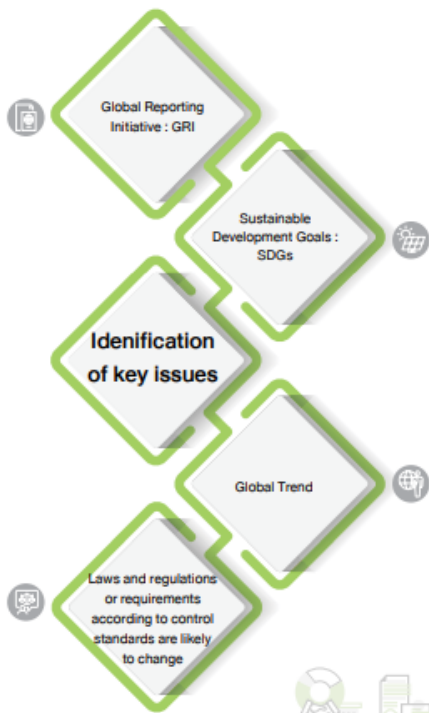 Global Reporting
Initiative : GRI
Sustainable
Development Goals :
SDGs
Idenification
of key issues
Global Trend
Laws and regulations
or requirements
according to control
standards are likely
to change